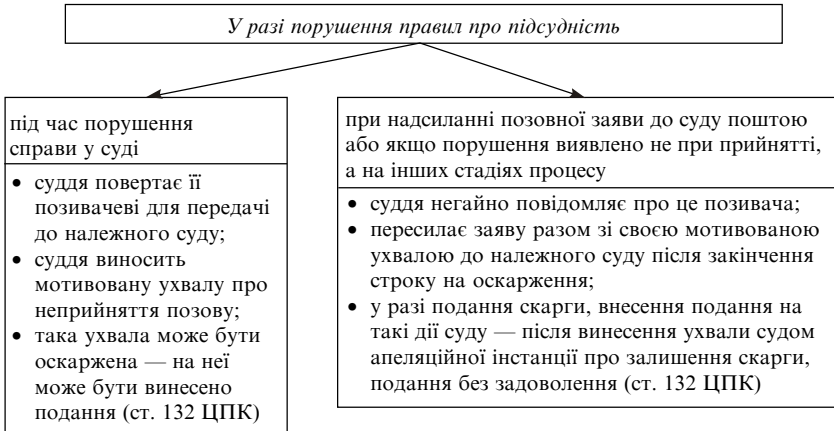 У разі порушення правил про підсудність
під час порушення
справи у суді
• суддя повертає її
позивачеві для передачі
до належного суду;
• суддя виносить
мотивовану ухвалу про
неприйняття позову;
• така ухвала може бути
оскаржена — на неї
може бути винесено
подання (ст. 132 ЦПК)
при надсиланні позовної заяви до суду поштою
або якщо порушення виявлено не при прийнятті,
а на інших стадіях процесу
• суддя негайно повідомляє про це позивача;
• пересилає заяву разом зі своєю мотивованою
ухвалою до належного суду після закінчення
строку на оскарження;
• у разі подання скарги, внесення подання на
такі дії суду — після винесення ухвали судом
апеляційної інстанції про залишення скарги,
подання без задоволення (ст. 132 ЦПК)